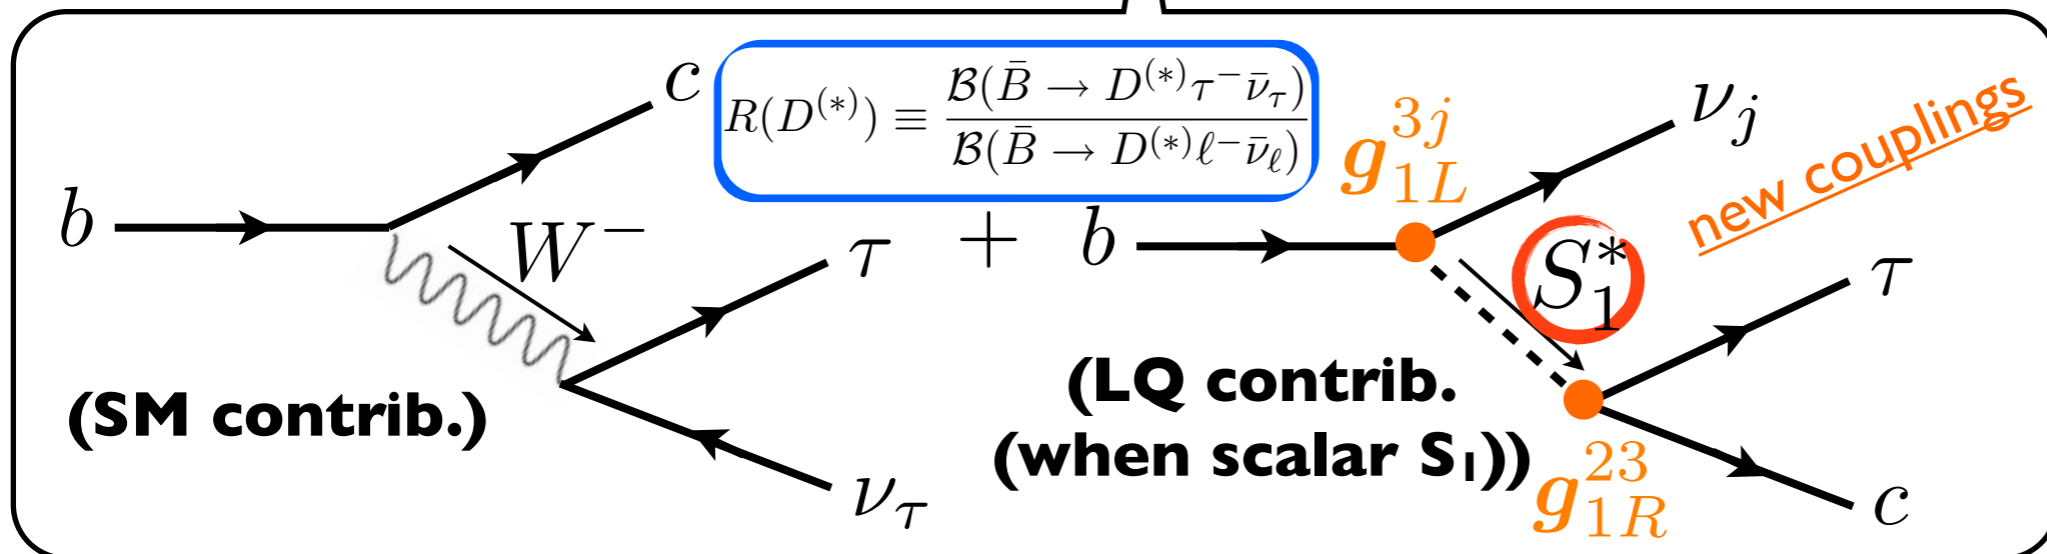 b
c
W⁻
τ
ν_τ
(SM contrib.)
R(D^{(*)}) ≡ \frac{\mathcal{B}(\bar{B} → D^{(*)} τ^- \bar{ν}_τ)}{\mathcal{B}(\bar{B} → D^{(*)} ℓ^- \bar{ν}_ℓ)}
+
b
g_{1L}^{3j}
ν_j
new couplings
S_1^*
τ
(LQ contrib.
(when scalar S₁))
g_{1R}^{23}
c